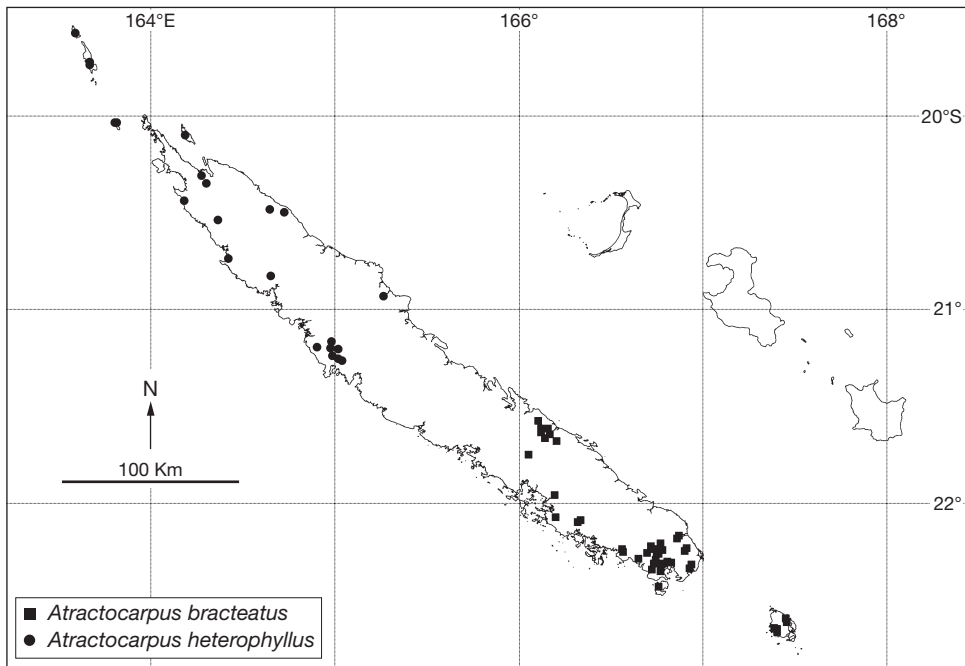 164°E 166° 168°
20°S
21°
N
100 Km
22°
Atractocarpus bracteatus
Atractocarpus heterophyllus